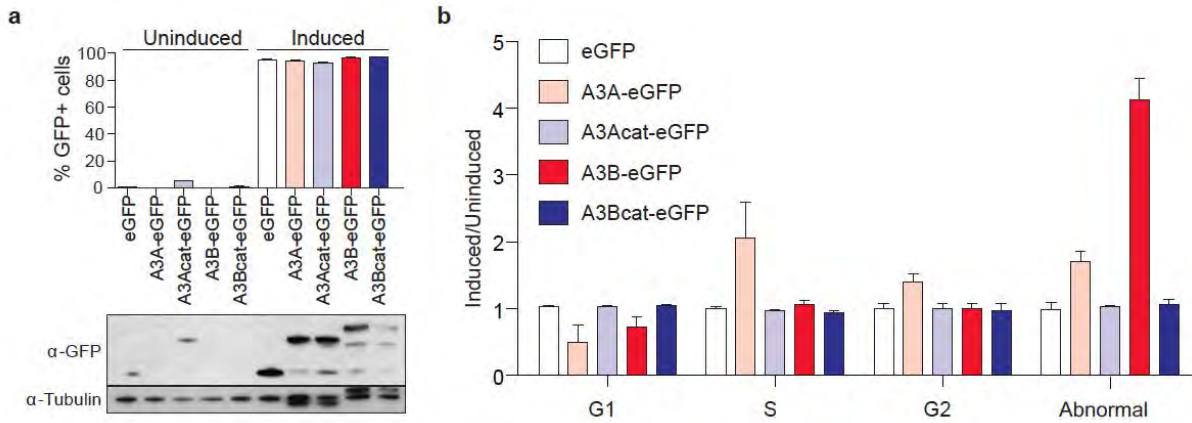 a
Uninduced
Induced
% GFP+ cells
100
80
60
40
20
0
eGFP
A3A-eGFP
A3Acat-eGFP
A3B-eGFP
A3Bcat-eGFP
eGFP
A3A-eGFP
A3Acat-eGFP
A3B-eGFP
A3Bcat-eGFP
α-GFP
α-Tubulin
b
Induced/Uninduced
5
4
3
2
1
0
eGFP
A3A-eGFP
A3Acat-eGFP
A3B-eGFP
A3Bcat-eGFP
G1
S
G2
Abnormal